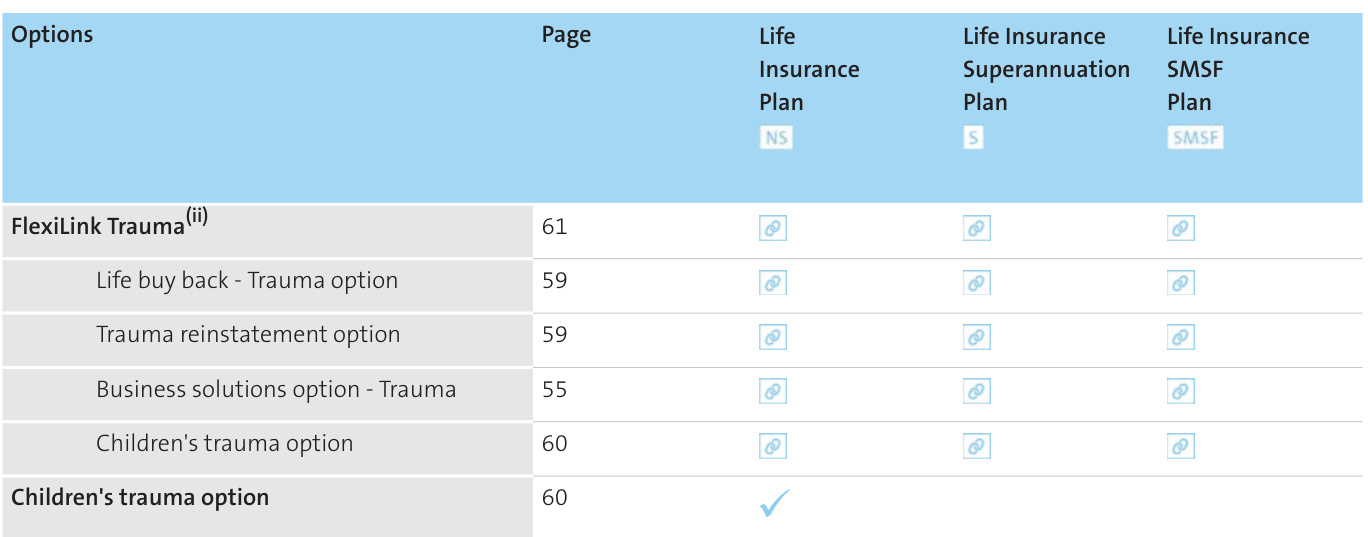 Options Page Life Insurance Plan NS Life Insurance Superannuation Plan S Life Insurance SMSF Plan SMSF
FlexiLink Trauma(ii) 61
Life buy back - Trauma option 59
Trauma reinstatement option 59
Business solutions option - Trauma 55
Children's trauma option 60
Children's trauma option 60